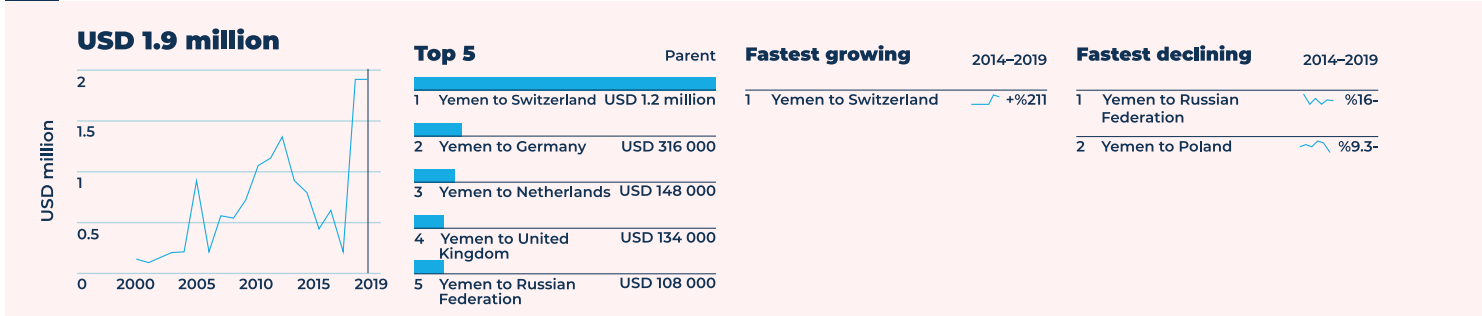 USD 1.9 million
USD million
2
1.5
1
0.5
0
2000 2005 2010 2015 2019
Top 5 Parent
1 Yemen to Switzerland USD 1.2 million
2 Yemen to Germany USD 316 000
3 Yemen to Netherlands USD 148 000
4 Yemen to United USD 134 000
Kingdom
5 Yemen to Russian USD 108 000
Federation
Fastest growing 2014–2019
1 Yemen to Switzerland +%211
Fastest declining 2014–2019
1 Yemen to Russian %16-
Federation
2 Yemen to Poland %9.3-